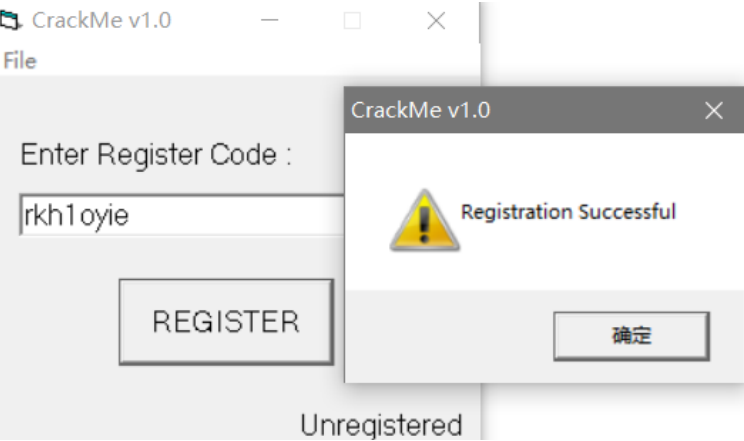 CrackMe v1.0
File
CrackMe v1.0
Enter Register Code :
rkh1oyie
Registration Successful
REGISTER
确定
Unregistered